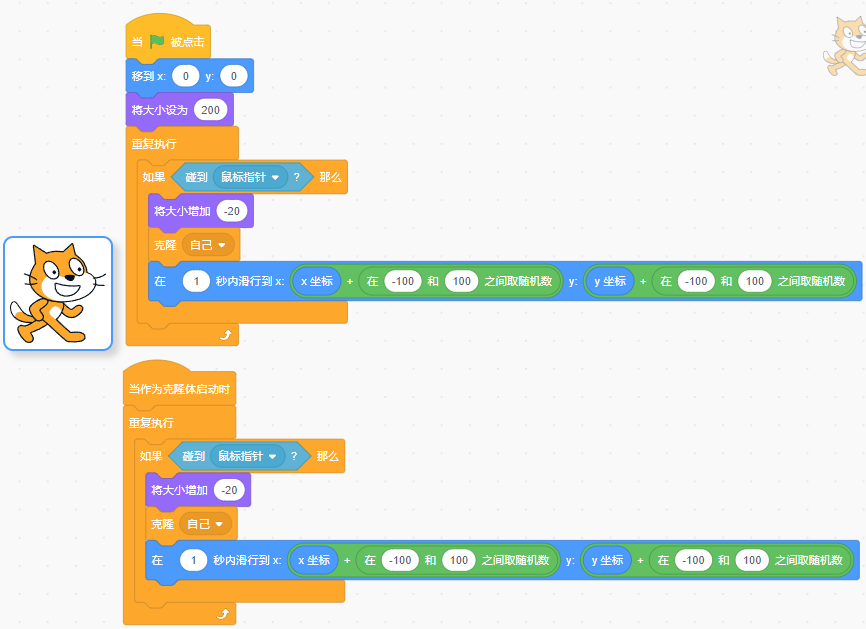 当 被点击
移到 x: 0 y: 0
将大小设为 200
重复执行
如果 碰到 鼠标指针 ? 那么
将大小增加 -20
克隆 自己
在 1 秒内滑行到 x: x 坐标 + 在 -100 和 100 之间取随机数 y: y 坐标 + 在 -100 和 100 之间取随机数
当作为克隆体启动时
重复执行
如果 碰到 鼠标指针 ? 那么
将大小增加 -20
克隆 自己
在 1 秒内滑行到 x: x 坐标 + 在 -100 和 100 之间取随机数 y: y 坐标 + 在 -100 和 100 之间取随机数